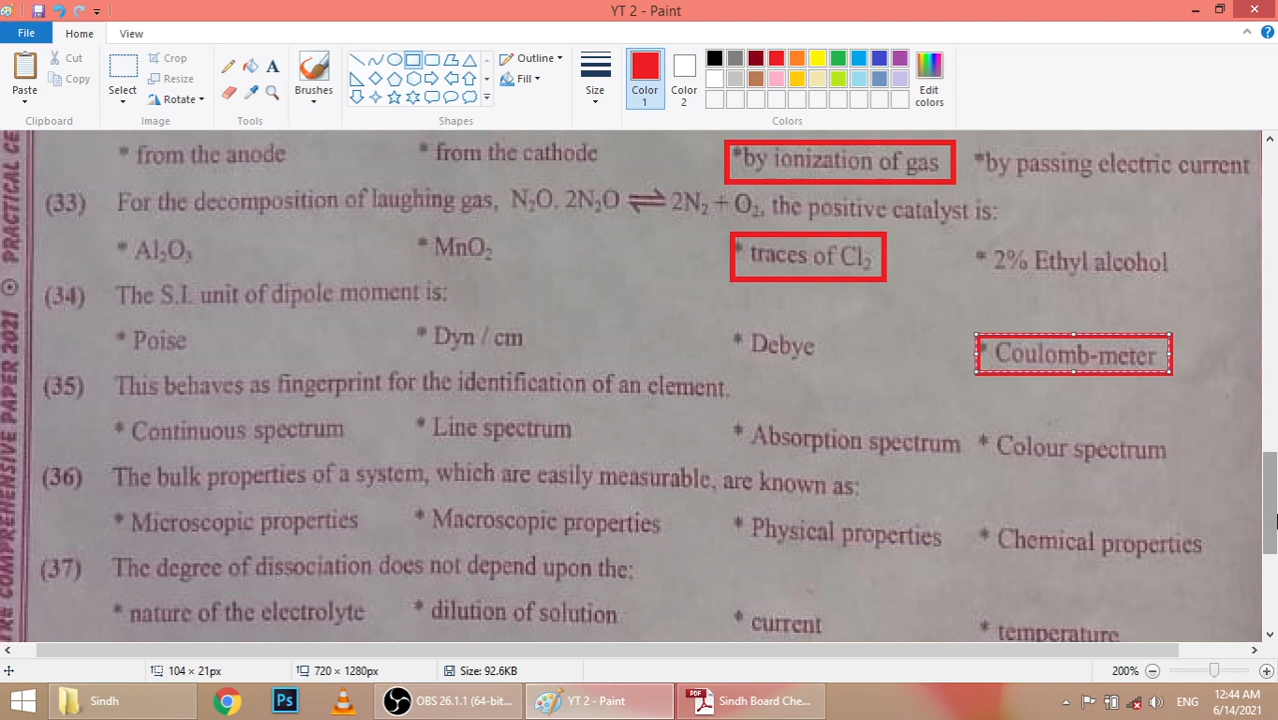 YT 2 - Paint
File Home View
Paste Cut Copy Clipboard
Select Crop Resize Rotate Image
Tools
Brushes
Outline Fill Shapes
Size
Color 1 Color 2 Edit colors Colors
* from the anode * from the cathode *by ionization of gas *by passing electric current
(33) For the decomposition of laughing gas, N₂O. 2N₂O ⇌ 2N₂ + O₂, the positive catalyst is:
* Al₂O₃ * MnO₂ * traces of Cl₂ * 2% Ethyl alcohol
(34) The S.I. unit of dipole moment is:
* Poise * Dyn / cm * Debye * Coulomb-meter
(35) This behaves as fingerprint for the identification of an element.
* Continuous spectrum * Line spectrum * Absorption spectrum * Colour spectrum
(36) The bulk properties of a system, which are easily measurable, are known as:
* Microscopic properties * Macroscopic properties * Physical properties * Chemical properties
(37) The degree of dissociation does not depend upon the:
* nature of the electrolyte * dilution of solution * current * temperature
COMPREHENSIVE PAPER 2021 ⊙ PRACTICAL
104 × 21px 720 × 1280px Size: 92.6KB 200%
Sindh OBS 26.1.1 (64-bit... YT 2 - Paint Sindh Board Che... ENG 12:44 AM
6/14/2021